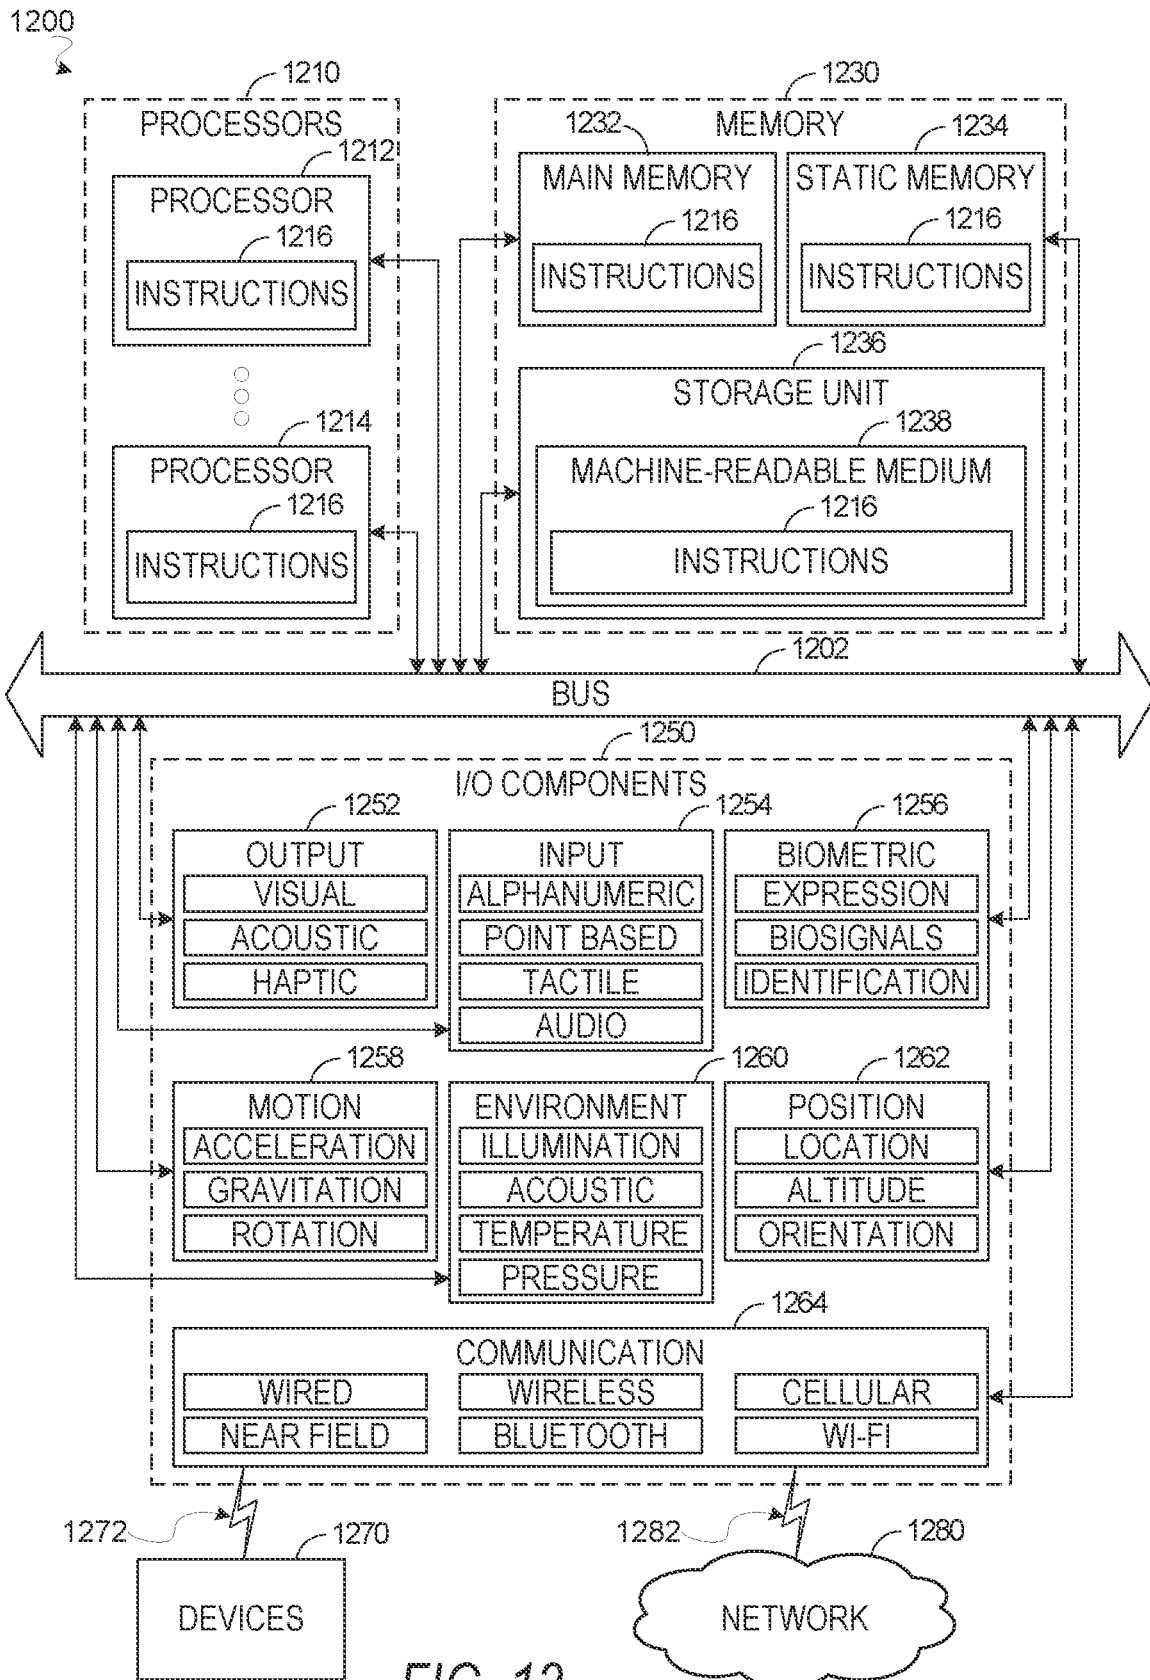 1200
1210
PROCESSORS
1212
PROCESSOR
1216
INSTRUCTIONS
1214
PROCESSOR
1216
INSTRUCTIONS
1230
MEMORY
1232
MAIN MEMORY
1216
INSTRUCTIONS
1234
STATIC MEMORY
1216
INSTRUCTIONS
1236
STORAGE UNIT
1238
MACHINE-READABLE MEDIUM
1216
INSTRUCTIONS
1202
BUS
1250
I/O COMPONENTS
1252
OUTPUT
VISUAL
ACOUSTIC
HAPTIC
1254
INPUT
ALPHANUMERIC
POINT BASED
TACTILE
AUDIO
1256
BIOMETRIC
EXPRESSION
BIOSIGNALS
IDENTIFICATION
1258
MOTION
ACCELERATION
GRAVITATION
ROTATION
1260
ENVIRONMENT
ILLUMINATION
ACOUSTIC
TEMPERATURE
PRESSURE
1262
POSITION
LOCATION
ALTITUDE
ORIENTATION
1264
COMMUNICATION
WIRED
WIRELESS
CELLULAR
NEAR FIELD
BLUETOOTH
WI-FI
1272
1270
DEVICES
1282
1280
NETWORK